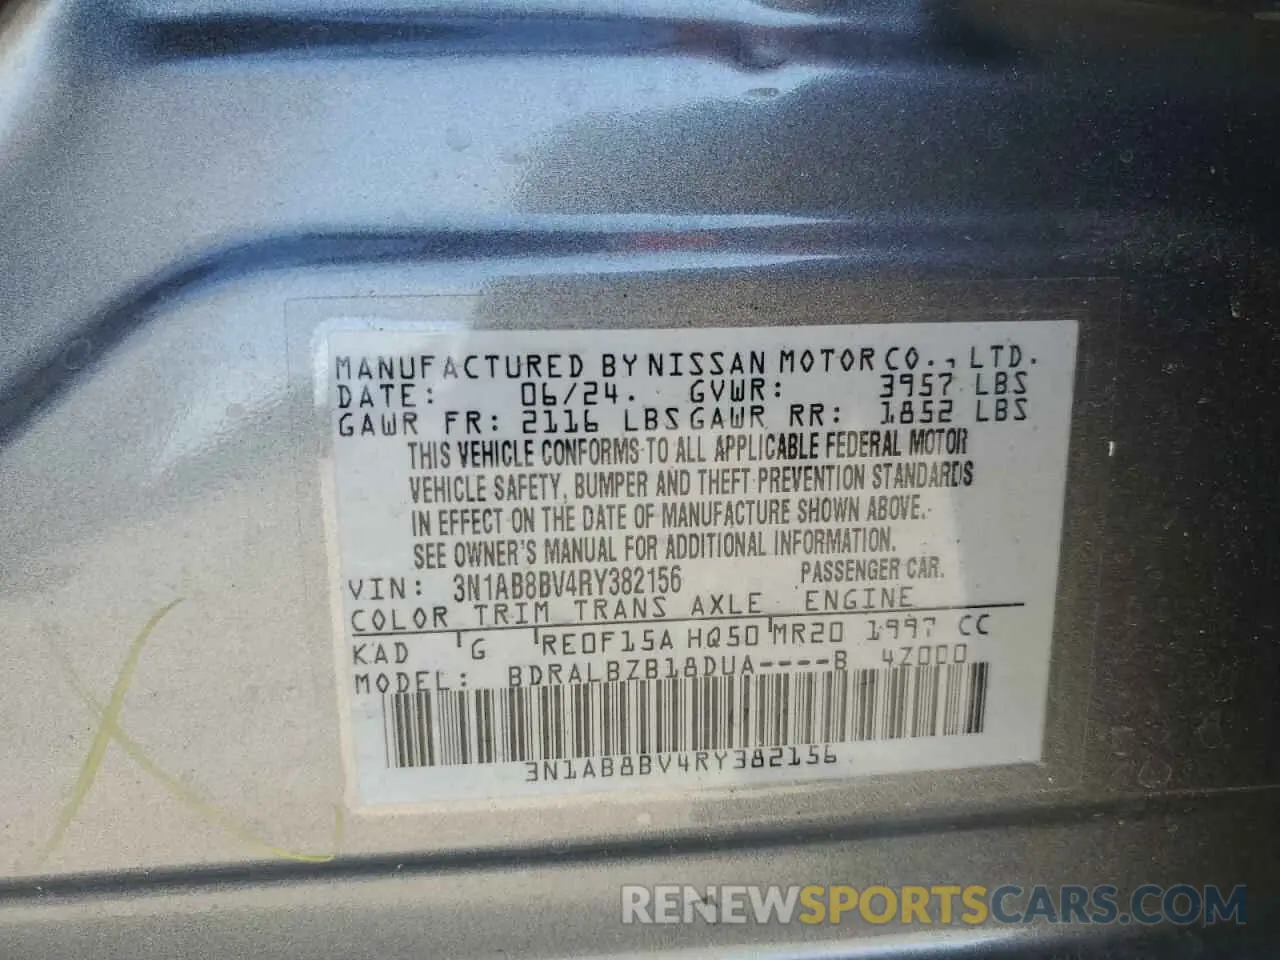 MANUFACTURED BY NISSAN MOTOR CO., LTD.
DATE: 06/24. GVWR: 3957 LBS
GAWR FR: 2116 LBS GAWR RR: 1852 LBS
THIS VEHICLE CONFORMS TO ALL APPLICABLE FEDERAL MOTOR
VEHICLE SAFETY, BUMPER AND THEFT PREVENTION STANDARDS
IN EFFECT ON THE DATE OF MANUFACTURE SHOWN ABOVE.
SEE OWNER'S MANUAL FOR ADDITIONAL INFORMATION.
VIN: 3N1AB8BV4RY382156 PASSENGER CAR.
COLOR TRIM TRANS AXLE ENGINE
KAD G RE0F15A HQ50 MR20 1997 CC
MODEL: BDRALBZB18DUA----B 4Z000
3N1AB8BV4RY382156
RENEWSPORTSCARS.COM